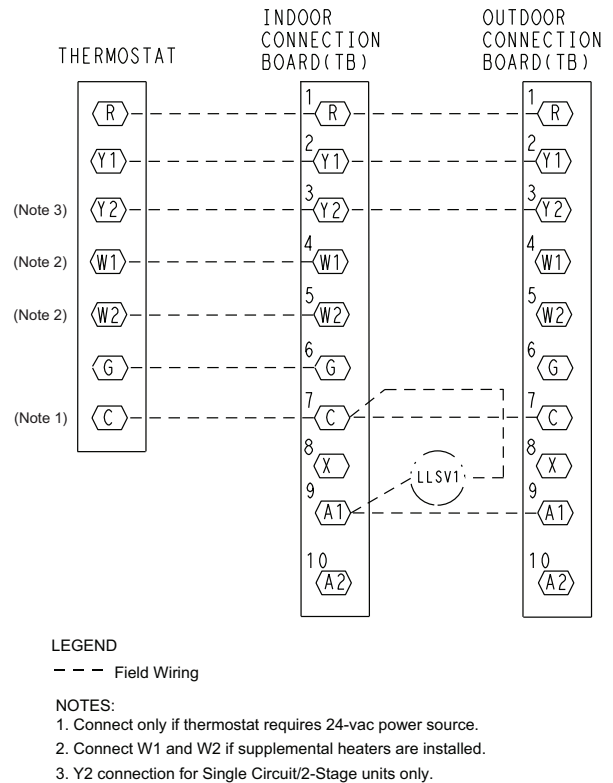 THERMOSTAT
INDOOR
CONNECTION
BOARD(TB)
OUTDOOR
CONNECTION
BOARD(TB)
R
1
R
1
R
Y1
2
Y1
2
Y1
(Note 3)
Y2
3
Y2
3
Y2
(Note 2)
W1
4
W1
4
W1
(Note 2)
W2
5
W2
5
W2
G
6
G
6
G
(Note 1)
C
7
C
7
C
8
X
LLSV1
8
X
9
A1
9
A1
10
A2
10
A2
LEGEND
Field Wiring
NOTES:
1. Connect only if thermostat requires 24-vac power source.
2. Connect W1 and W2 if supplemental heaters are installed.
3. Y2 connection for Single Circuit/2-Stage units only.